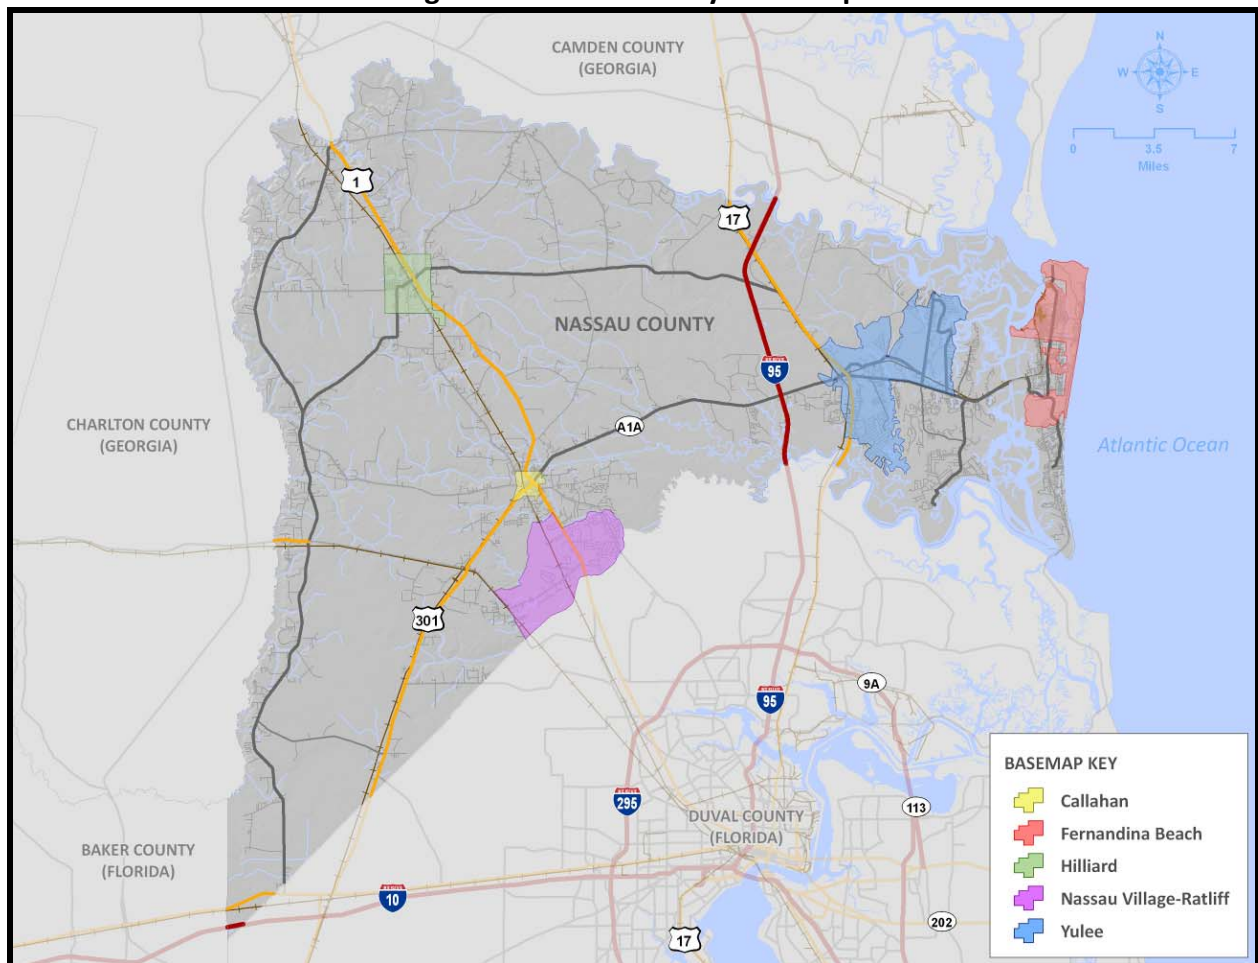 CAMDEN COUNTY
(GEORGIA)
N
W
E
S
0
3.5
7
Miles
1
17
NASSAU COUNTY
95
CHARLTON COUNTY
(GEORGIA)
A1A
Atlantic Ocean
301
9A
95
295
DUVAL COUNTY
(FLORIDA)
113
BAKER COUNTY
(FLORIDA)
10
17
202
BASEMAP KEY
Callahan
Fernandina Beach
Hilliard
Nassau Village-Ratliff
Yulee